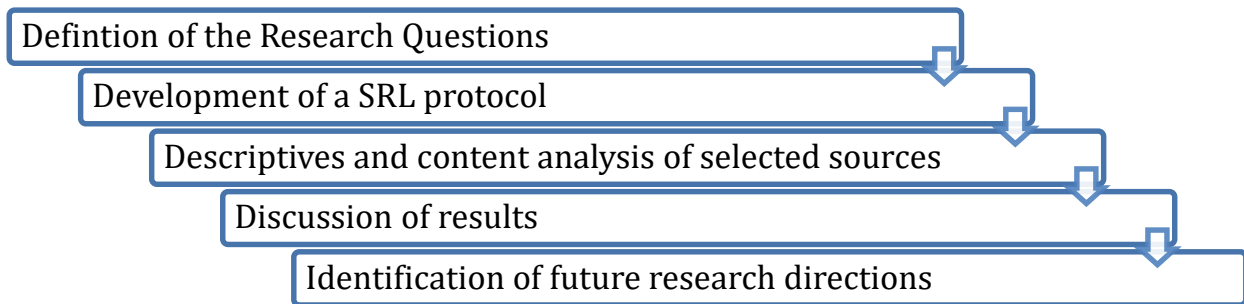 Defintion of the Research Questions
Development of a SRL protocol
Descriptives and content analysis of selected sources
Discussion of results
Identification of future research directions